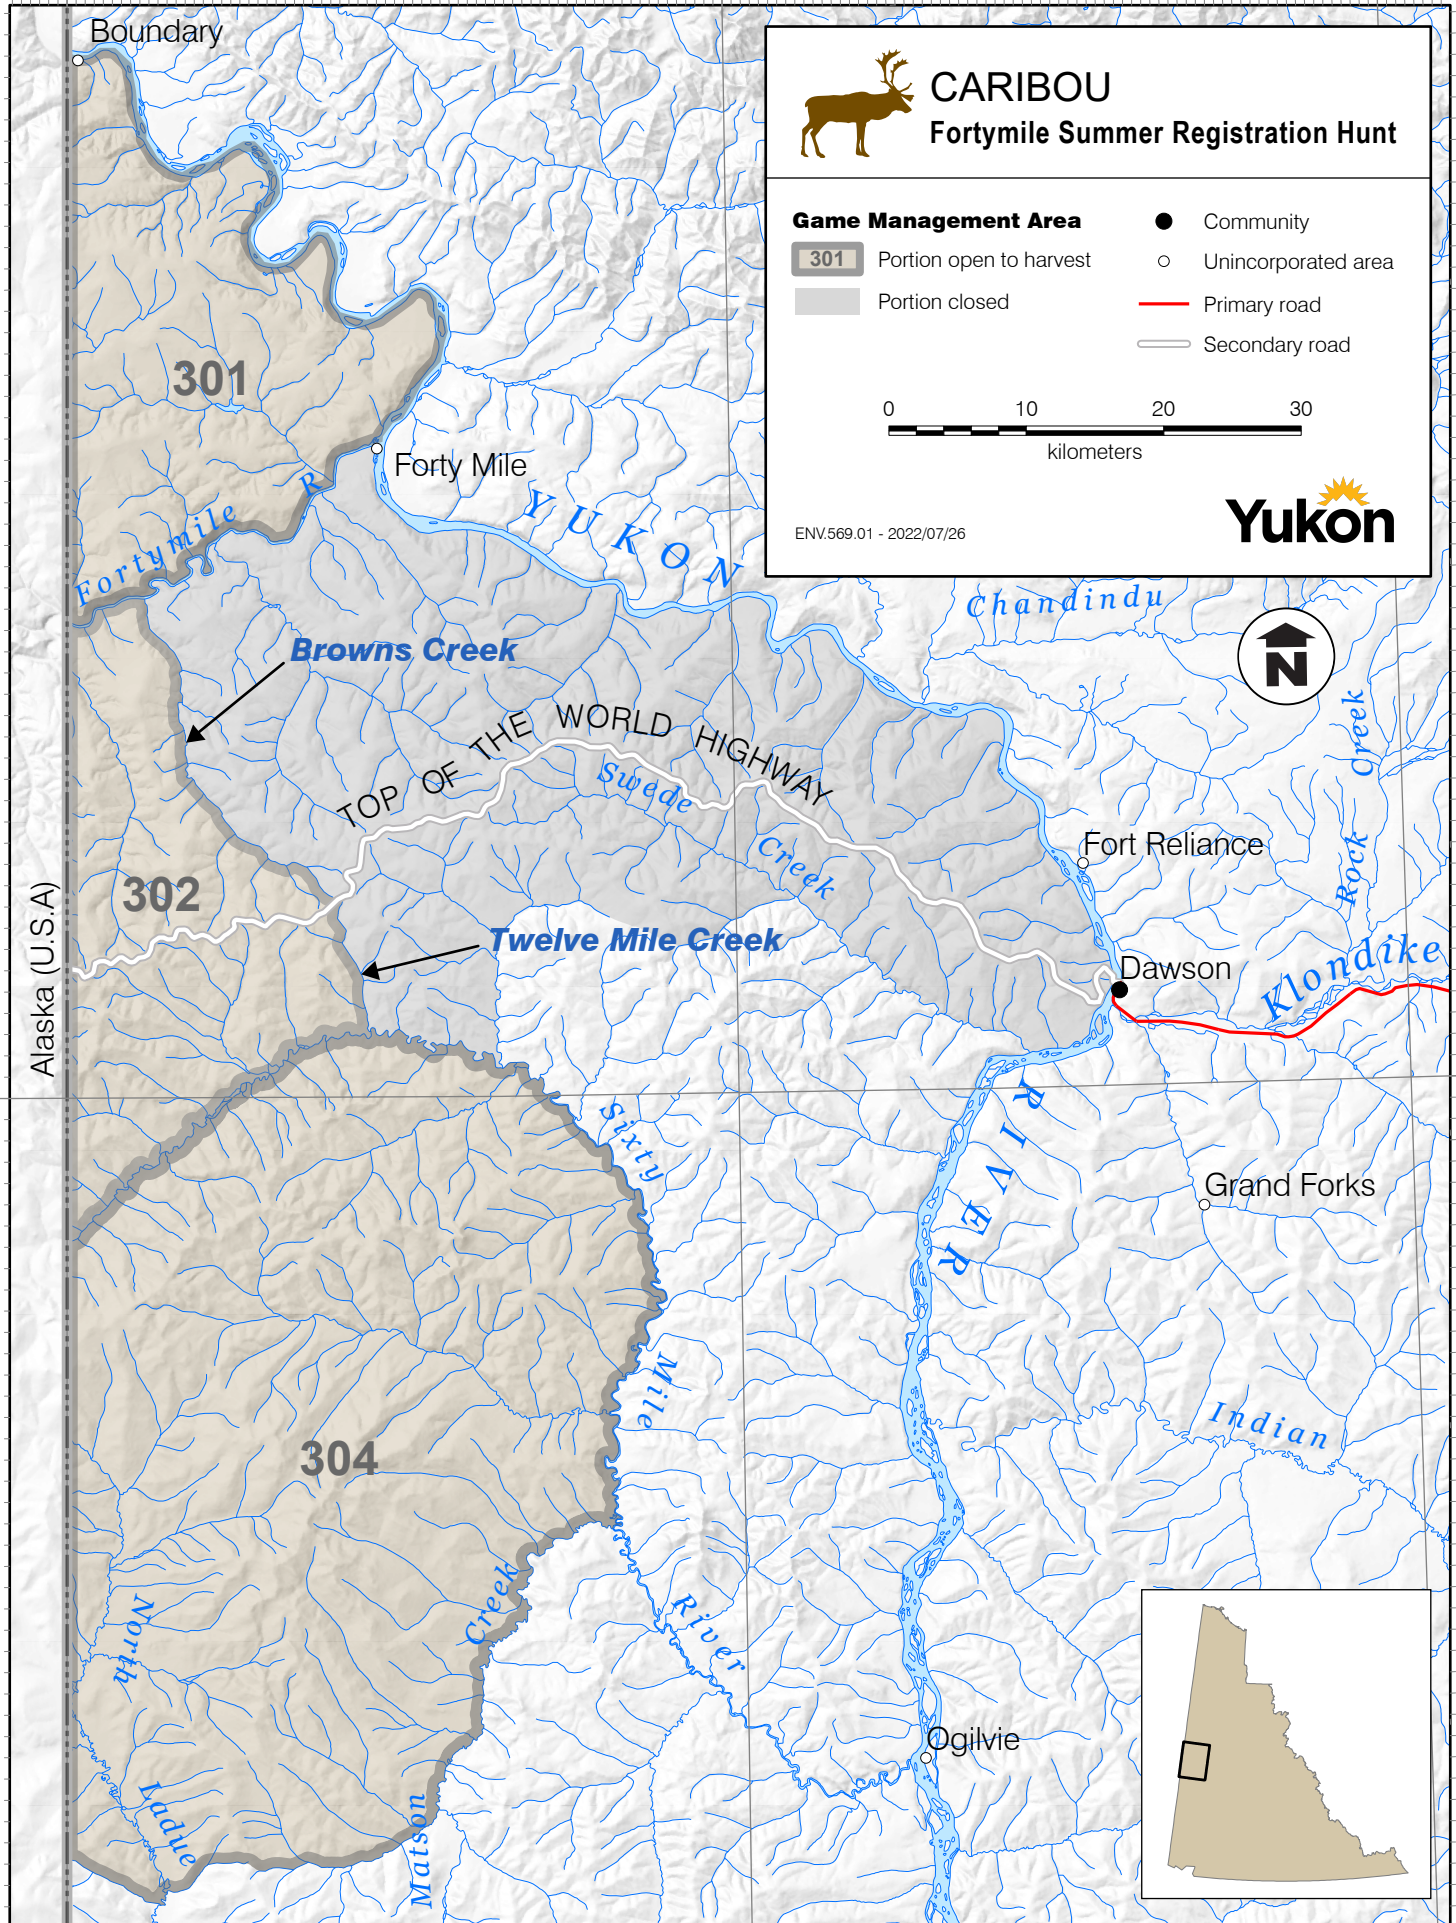 Boundary
CARIBOU
Fortymile Summer Registration Hunt
Game Management Area
301
Portion open to harvest
Portion closed
Community
Unincorporated area
Primary road
Secondary road
0 10 20 30
kilometers
ENV.569.01 - 2022/07/26
Yukon
301
Forty Mile
Fortymile R
YUKON
Chandindu
N
Browns Creek
TOP OF THE WORLD HIGHWAY
Swede Creek
Rock Creek
Fort Reliance
302
Alaska (U.S.A)
Twelve Mile Creek
Dawson
Klondike
RIVER
Sixty Mile River
Grand Forks
Indian
304
North Ladue
Matson Creek
Ogilvie